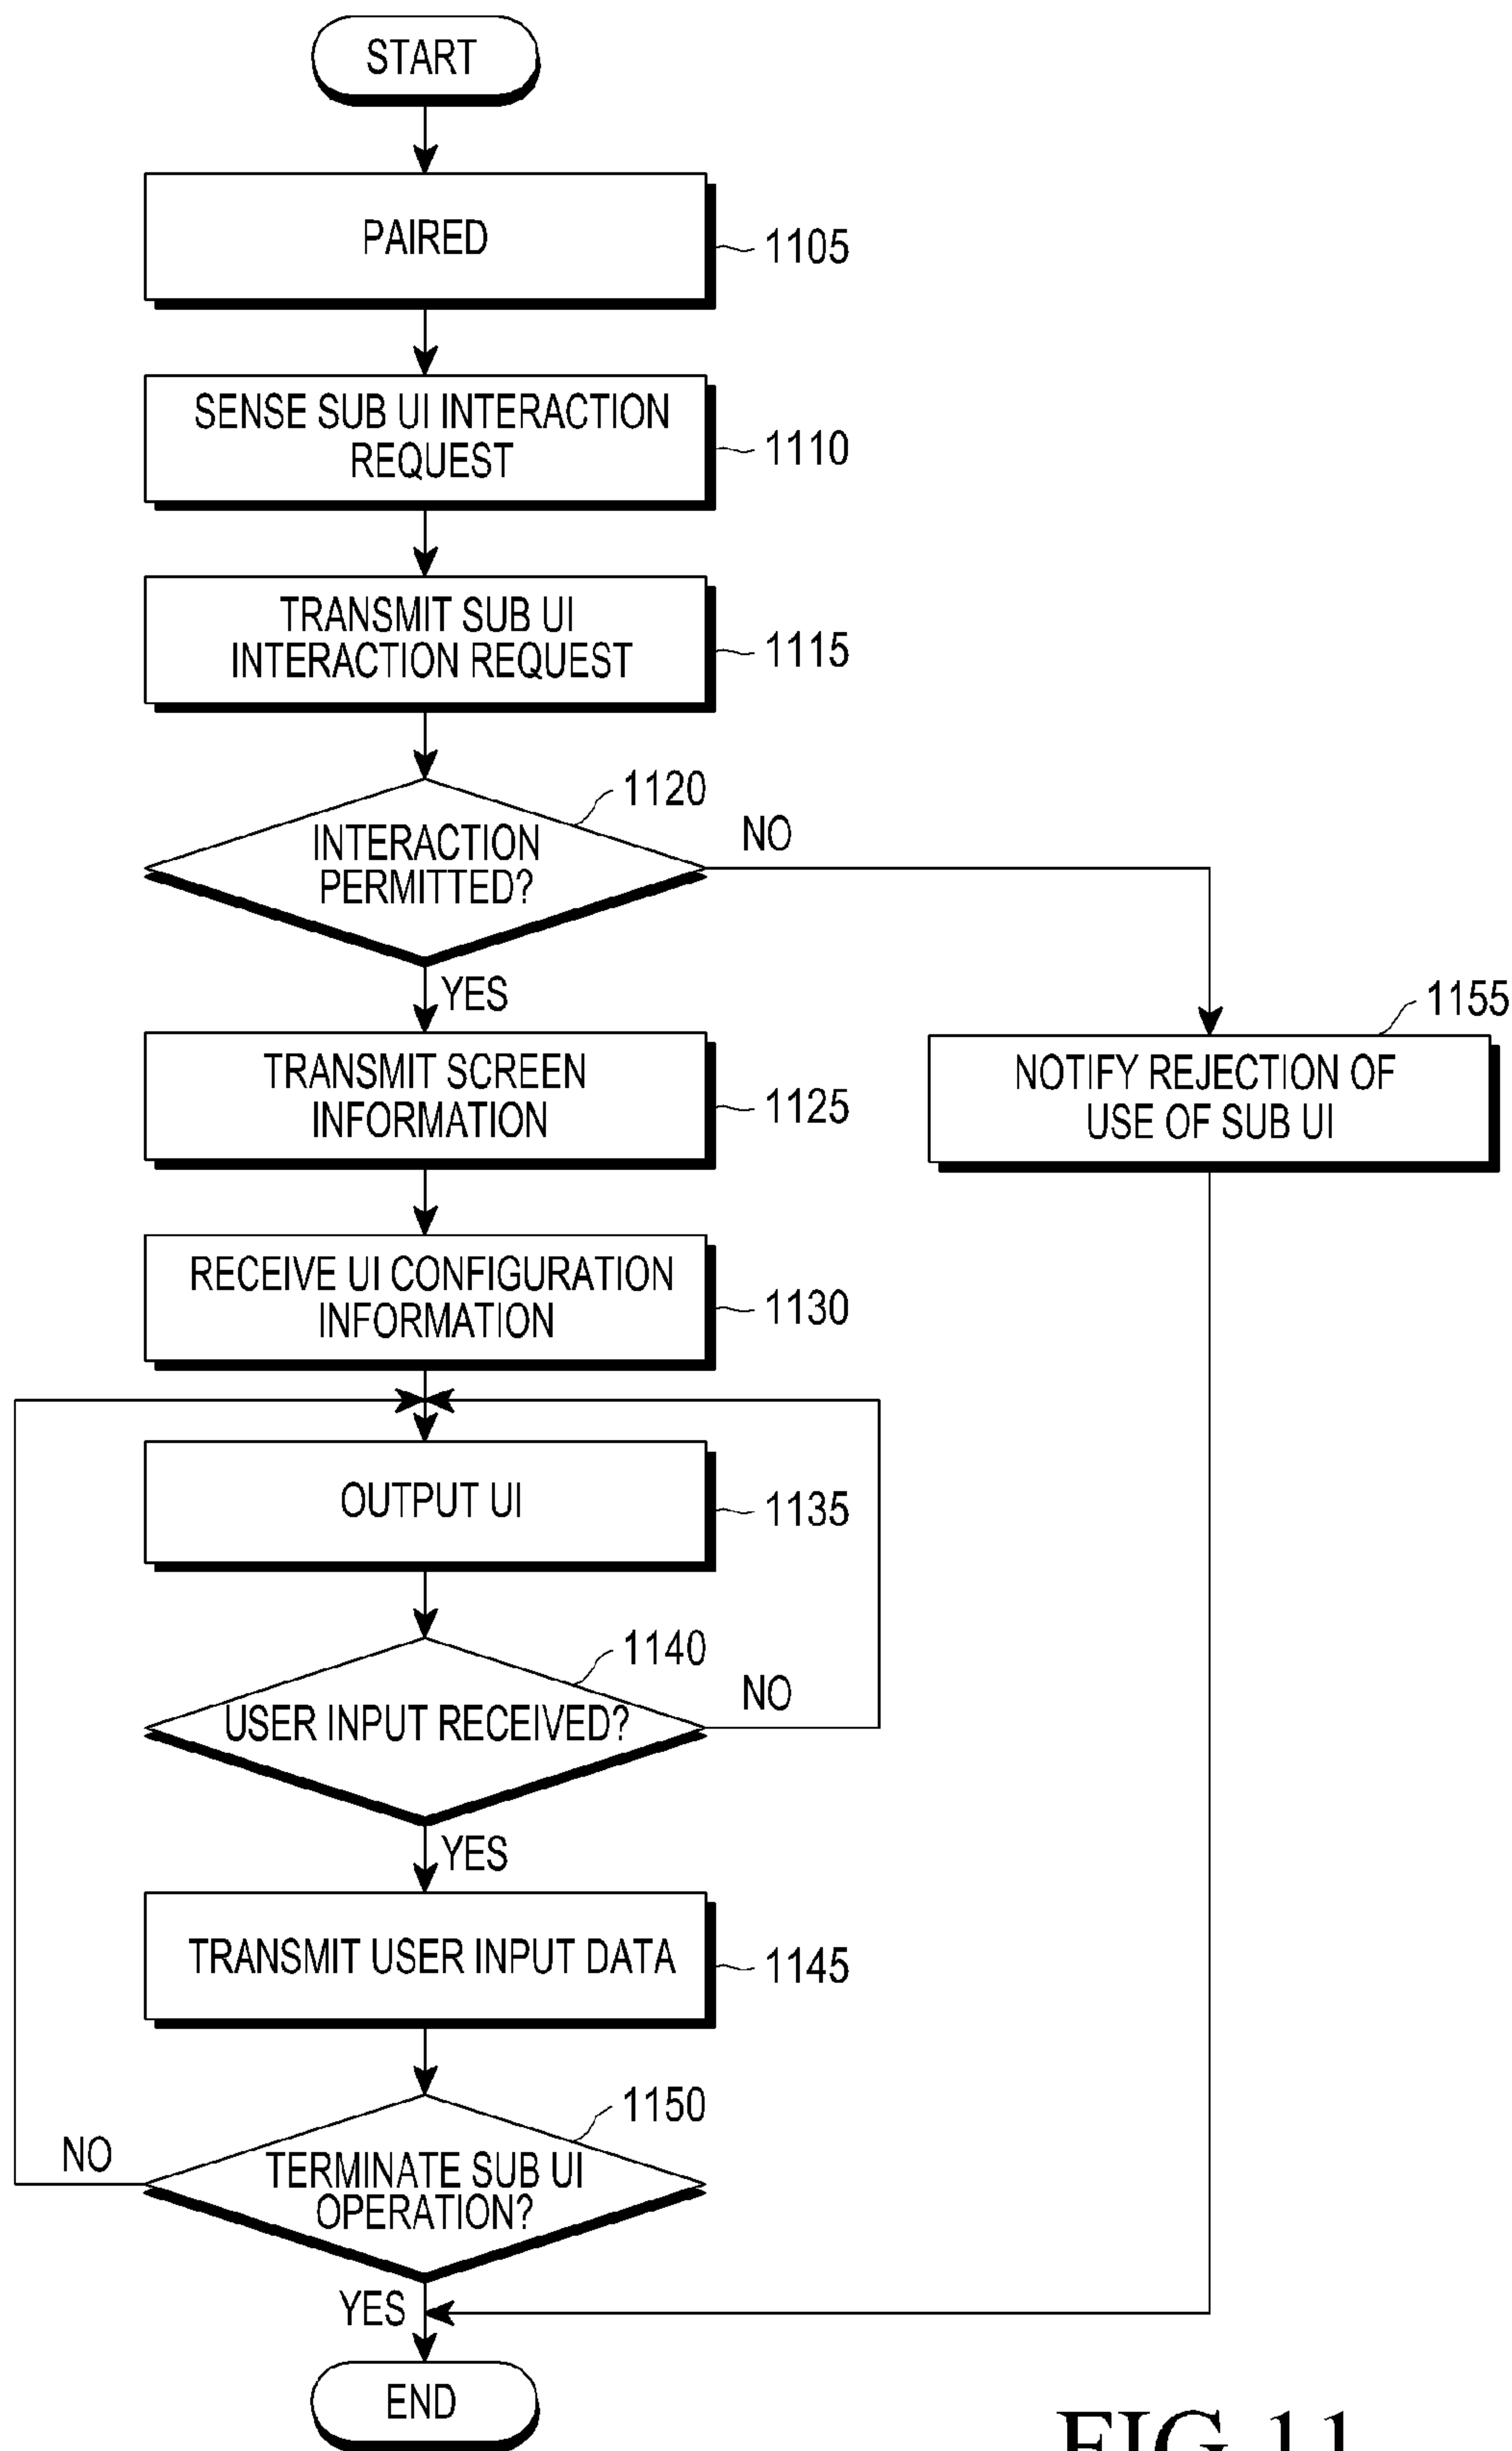 START
PAIRED
1105
SENSE SUB UI INTERACTION
REQUEST
1110
TRANSMIT SUB UI
INTERACTION REQUEST
1115
1120
INTERACTION
PERMITTED?
NO
YES
1155
TRANSMIT SCREEN
INFORMATION
1125
NOTIFY REJECTION OF
USE OF SUB UI
RECEIVE UI CONFIGURATION
INFORMATION
1130
OUTPUT UI
1135
1140
USER INPUT RECEIVED?
NO
YES
TRANSMIT USER INPUT DATA
1145
1150
TERMINATE SUB UI
OPERATION?
NO
YES
END
FIG.11